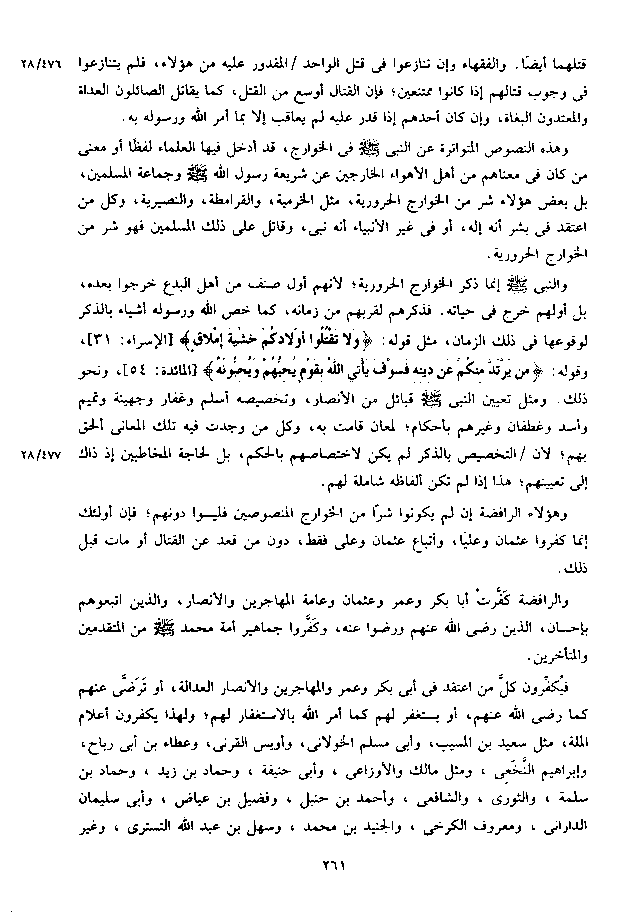 قتلهما أيضًا. والفقهاء وإن تنازعوا فى قتل الواحد / المقدور عليه من هؤلاء، فلم يتنازعوا ٢٨/٤٧٦
فى وجوب قتالهم إذا كانوا ممتنعين؛ فإن القتال أوسع من القتل، كما يقاتل الصائلون العداة
والمعتدون البغاة، وإن كان أحدهم إذا قدر عليه لم يعاقب إلا بما أمر الله ورسوله به.
وهذه النصوص المتواترة عن النبى ﷺ فى الخوارج، قد أدخل فيها العلماء لفظًا أو معنى
من كان فى معناهم من أهل الأهواء الخارجين عن شريعة رسول الله ﷺ وجماعة المسلمين،
بل بعض هؤلاء شر من الخوارج الحرورية، مثل الخرمية، والقرامطة، والنصيرية، وكل من
اعتقد فى بشر أنه إله، أو فى غير الأنبياء أنه نبى، وقاتل على ذلك المسلمين فهو شر من
الخوارج الحرورية.
والنبى ﷺ إنما ذكر الخوارج الحرورية؛ لأنهم أول صنف من أهل البدع خرجوا بعده،
بل أولهم خرج فى حياته. فذكرهم لقربهم من زمانه، كما خص الله ورسوله أشياء بالذكر
لوقوعها فى ذلك الزمان، مثل قوله: ﴿وَلا تَقْتُلُوا أَوْلادَكُمْ خَشْيَةَ إِمْلاقٍ﴾ [الإسراء: ٣١]،
وقوله: ﴿مَن يَرْتَدَّ مِنكُمْ عَن دِينِهِ فَسَوْفَ يَأْتِي اللَّهُ بِقَوْمٍ يُحِبُّهُمْ وَيُحِبُّونَهُ﴾ [المائدة: ٥٤]، ونحو
ذلك. ومثل تعيين النبى ﷺ قبائل من الأنصار، وتخصيصه أسلم وغفار وجهينة وتميم
وأسد وغطفان وغيرهم بأحكام؛ لمعان قامت به، وكل من وجدت فيه تلك المعانى ألحق
بهم؛ لأن / التخصيص بالذكر لم يكن لاختصاصهم بالحكم، بل لحاجة المخاطبين إذ ذاك ٢٨/٤٧٧
إلى تعيينهم؛ هذا إذا لم تكن ألفاظه شاملة لهم.
وهؤلاء الرافضة إن لم يكونوا شرًا من الخوارج المنصوصين فليسوا دونهم؛ فإن أولئك
إنما كفروا عثمان وعليًا، وأتباع عثمان وعلى فقط، دون من قعد عن القتال أو مات قبل
ذلك.
والرافضة كَفَّرتْ أبا بكر وعمر وعثمان وعامة المهاجرين والأنصار، والذين اتبعوهم
بإحسان، الذين رضى الله عنهم ورضوا عنه، وكفَّروا جماهير أمة محمد ﷺ من المتقدمين
والمتأخرين.
فيُكفِّرون كلَّ من اعتقد فى أبى بكر وعمر والمهاجرين والأنصار العدالة، أو تَرَضَّى عنهم
كما رضى الله عنهم، أو يستغفر لهم كما أمر الله بالاستغفار لهم؛ ولهذا يكفرون أعلام
الملة، مثل سعيد بن المسيب، وأبى مسلم الخولانى، وأويس القرنى، وعطاء بن أبى رباح،
وإبراهيم النَّخَعِى، ومثل مالك والأوزاعى، وأبى حنيفة، وحماد بن زيد، وحماد بن
سلمة، والثورى، والشافعى، وأحمد بن حنبل، وفضيل بن عياض، وأبى سليمان
الدارانى، ومعروف الكرخى، والجنيد بن محمد، وسهل بن عبد الله التسترى، وغير
٢٦١